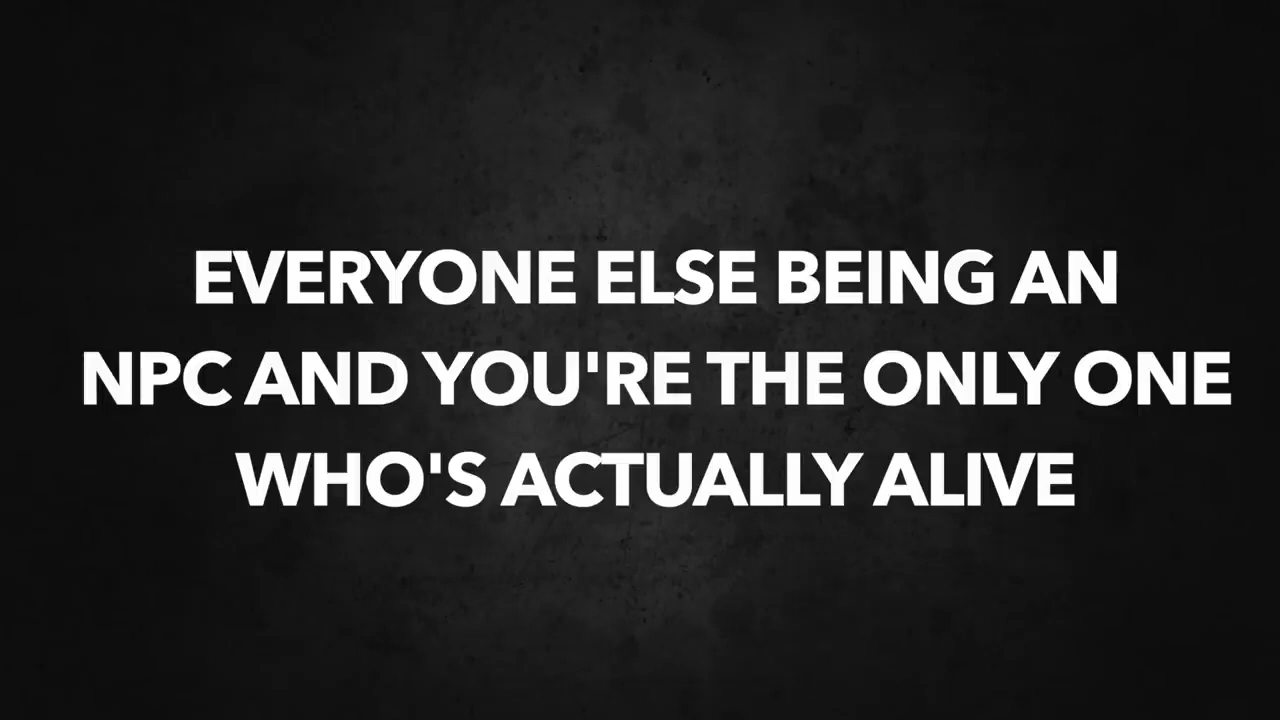 EVERYONE ELSE BEING AN
NPC AND YOU'RE THE ONLY ONE
WHO'S ACTUALLY ALIVE